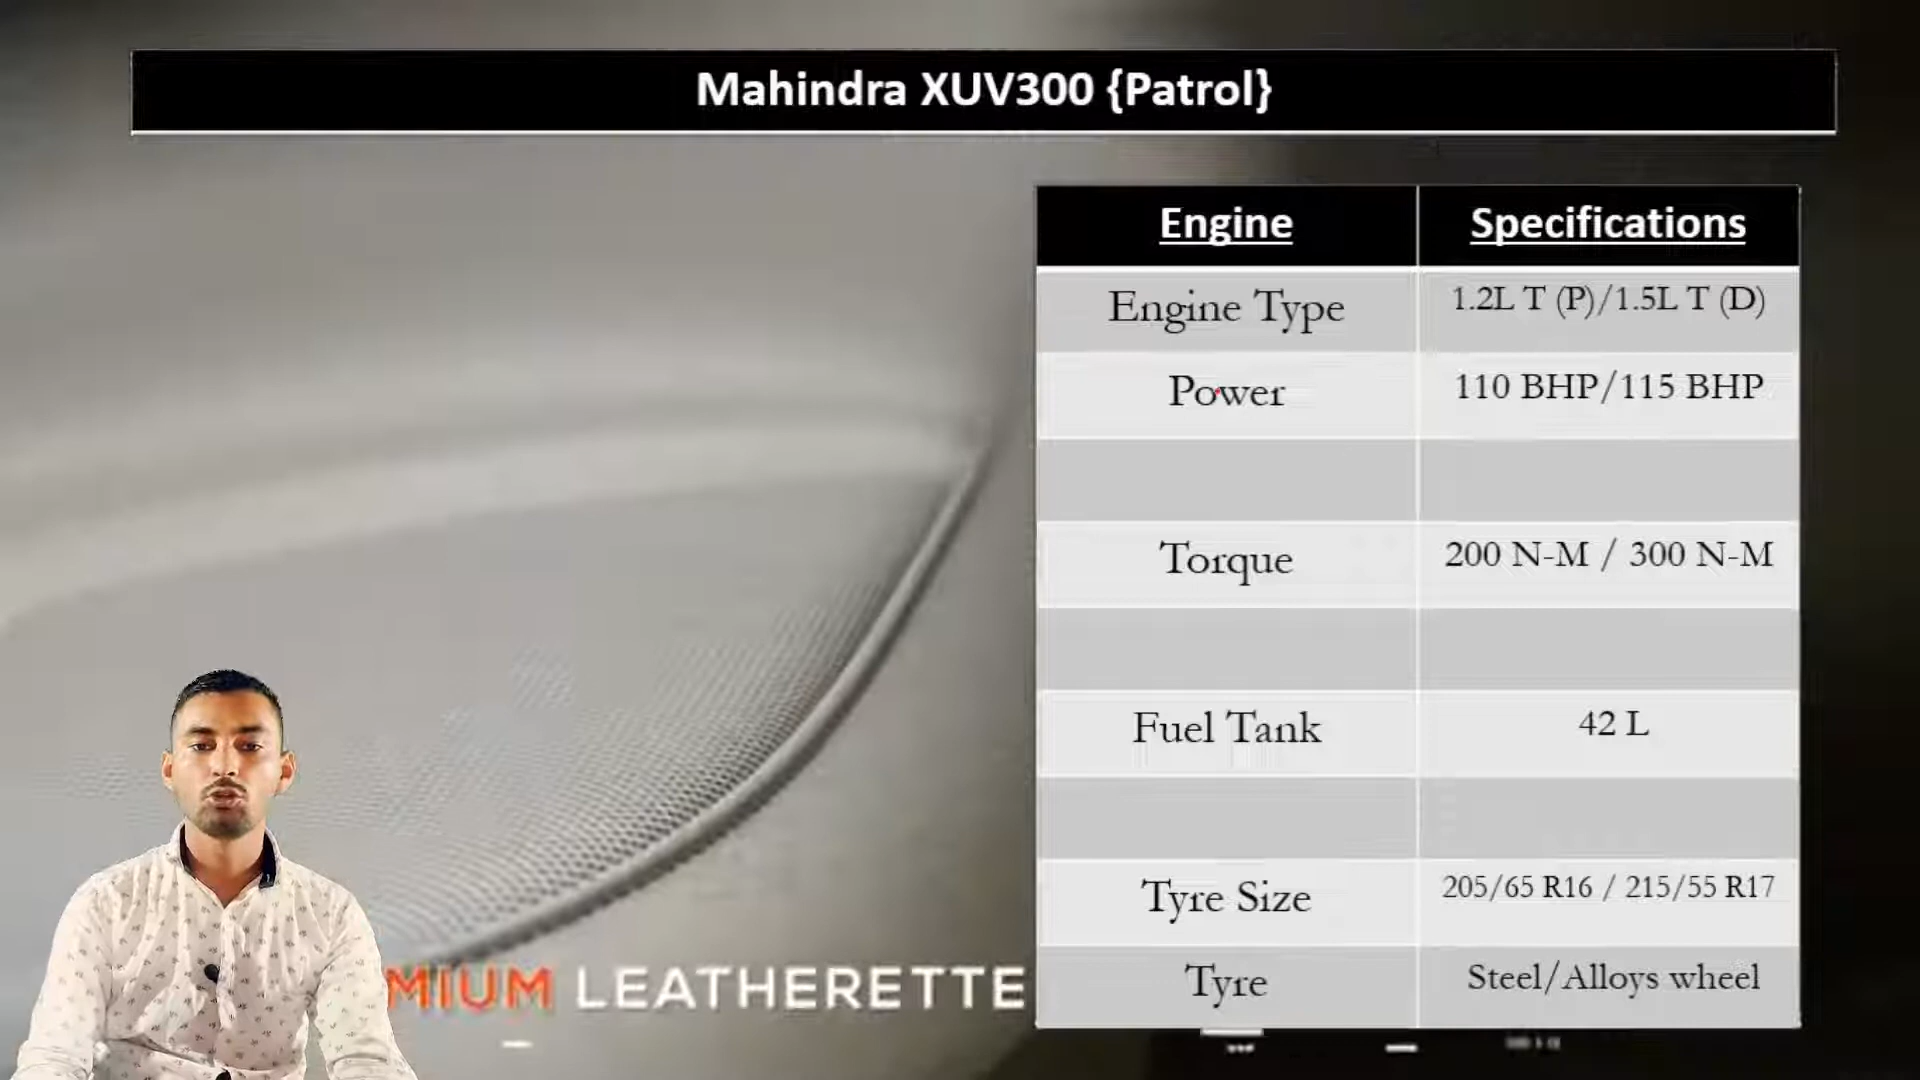 Mahindra XUV300 {Patrol}
Engine Specifications
Engine Type 1.2L T (P)/1.5L T (D)
Power 110 BHP/115 BHP
Torque 200 N-M / 300 N-M
Fuel Tank 42 L
Tyre Size 205/65 R16 / 215/55 R17
Tyre Steel/Alloys wheel
MIUM LEATHERETTE